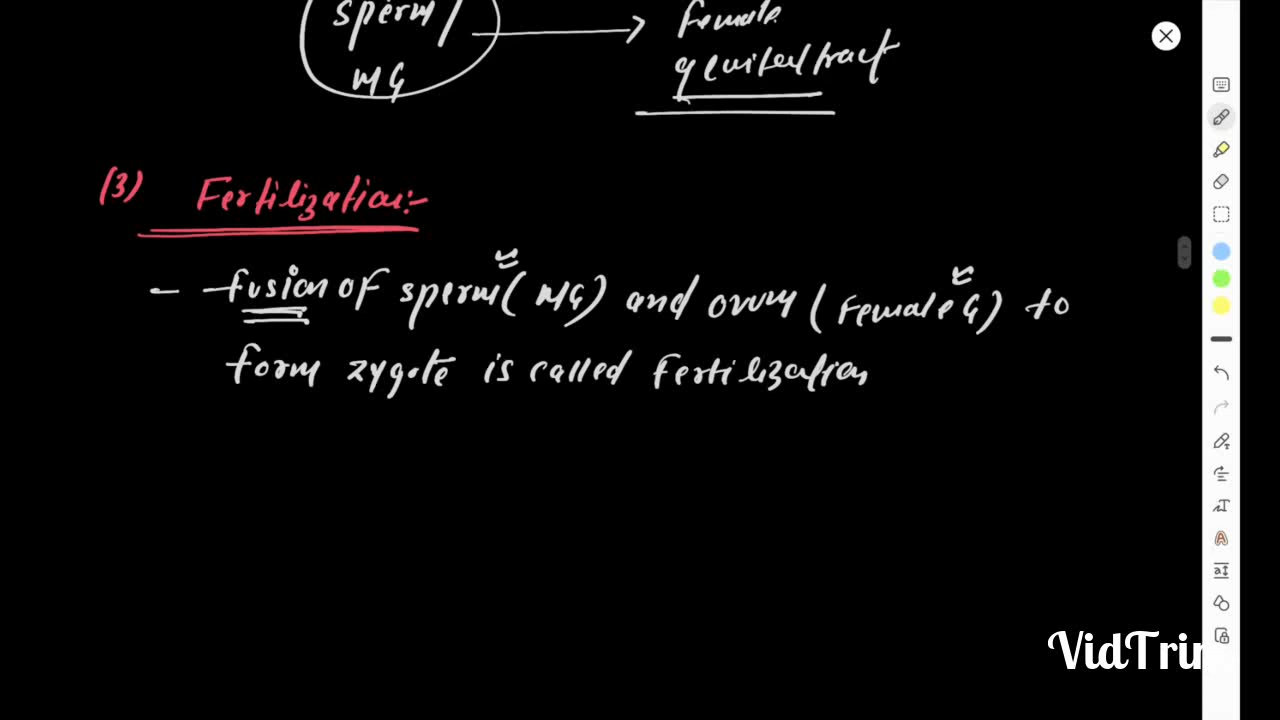 sperm/
MG
Female
genital tract
(3) Fertilization:-
- fusion of sperm (MG) and ovum (Female G) to
form zygote is called Fertilization
VidTrim